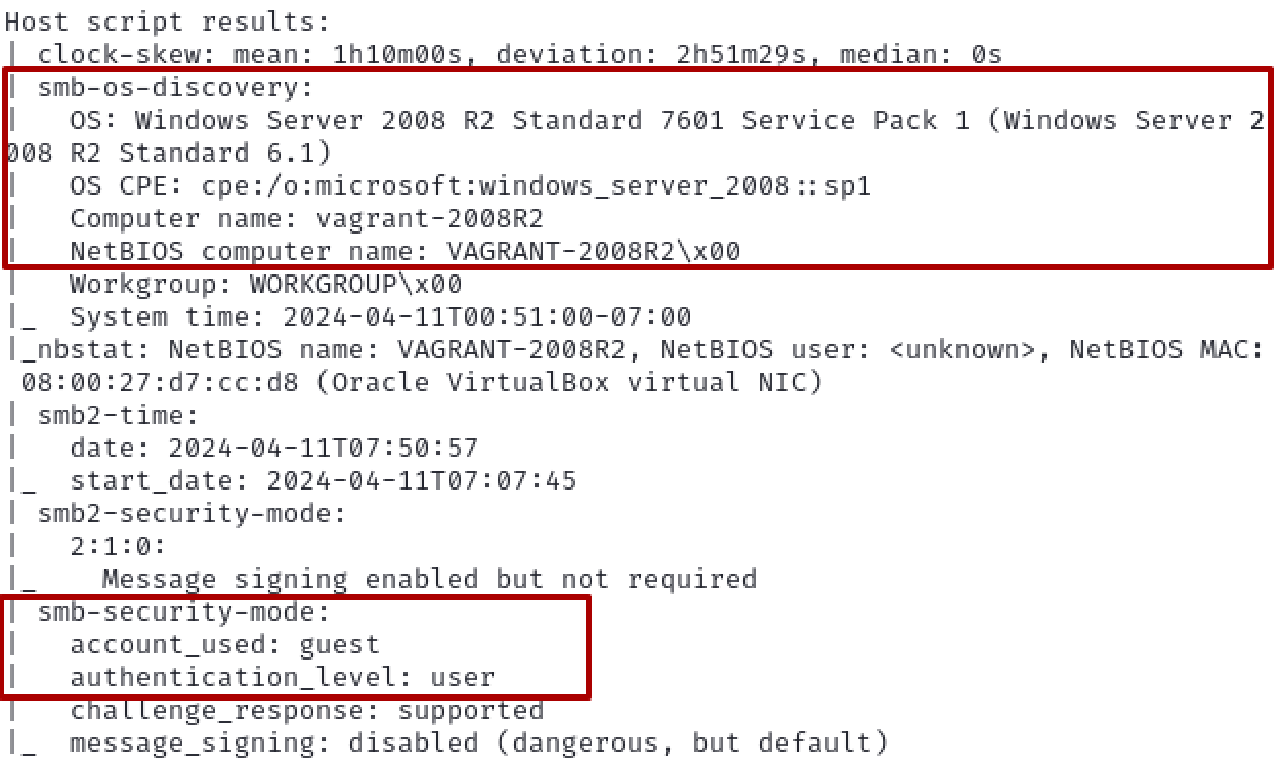 Host script results:
| clock-skew: mean: 1h10m00s, deviation: 2h51m29s, median: 0s
| smb-os-discovery:
|   OS: Windows Server 2008 R2 Standard 7601 Service Pack 1 (Windows Server 2
008 R2 Standard 6.1)
|   OS CPE: cpe:/o:microsoft:windows_server_2008::sp1
|   Computer name: vagrant-2008R2
|   NetBIOS computer name: VAGRANT-2008R2\x00
|   Workgroup: WORKGROUP\x00
|_  System time: 2024-04-11T00:51:00-07:00
|_nbstat: NetBIOS name: VAGRANT-2008R2, NetBIOS user: <unknown>, NetBIOS MAC:
 08:00:27:d7:cc:d8 (Oracle VirtualBox virtual NIC)
| smb2-time:
|   date: 2024-04-11T07:50:57
|_  start_date: 2024-04-11T07:07:45
| smb2-security-mode:
|   2:1:0:
|_    Message signing enabled but not required
| smb-security-mode:
|   account_used: guest
|   authentication_level: user
|   challenge_response: supported
|_  message_signing: disabled (dangerous, but default)